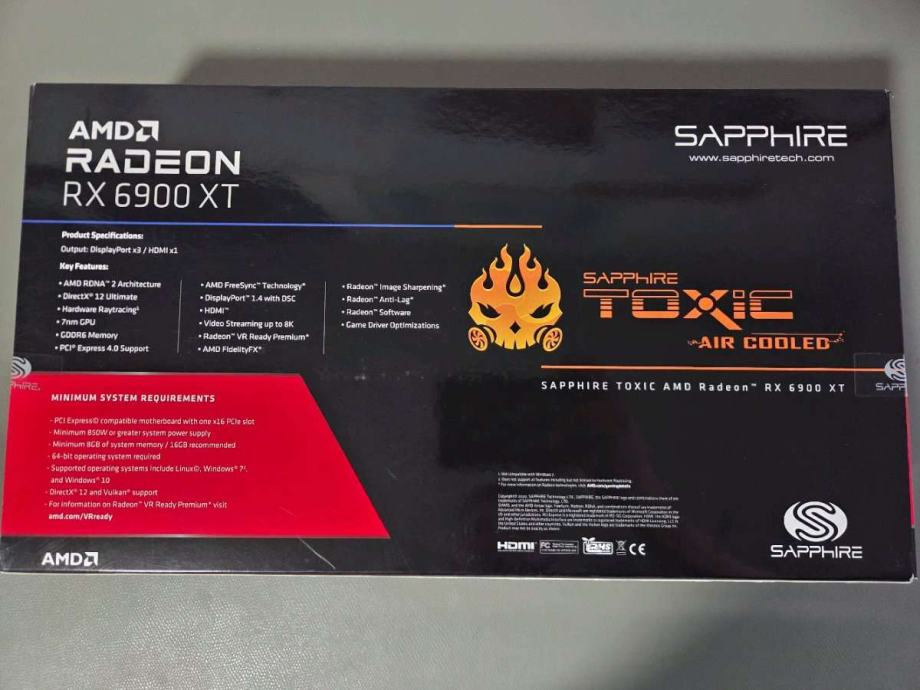 AMD
RADEON
RX 6900 XT
SAPPHIRE
www.sapphiretech.com
Product Specifications:
Output: DisplayPort x3 / HDMI x1
Key Features:
• AMD RDNA™ 2 Architecture
• DirectX® 12 Ultimate
• Hardware Raytracing²
• 7nm GPU
• GDDR6 Memory
• PCI® Express 4.0 Support
• AMD FreeSync™ Technology*
• DisplayPort™ 1.4 with DSC
• HDMI™
• Video Streaming up to 8K
• Radeon™ VR Ready Premium*
• AMD FidelityFX*
• Radeon™ Image Sharpening*
• Radeon™ Anti-Lag*
• Radeon™ Software
• Game Driver Optimizations
SAPPHIRE
TOXIC
AIR COOLED
SAPPHIRE TOXIC AMD Radeon™ RX 6900 XT
MINIMUM SYSTEM REQUIREMENTS
- PCI Express© compatible motherboard with one x16 PCIe slot
- Minimum 850W or greater system power supply
- Minimum 8GB of system memory / 16GB recommended
- 64-bit operating system required
- Supported operating systems include Linux©, Windows® 7²,
and Windows® 10
- DirectX® 12 and Vulkan® support
- For information on Radeon™ VR Ready Premium* visit
amd.com/VRready
AMD
HDMI
FC
CE
SAPPHIRE